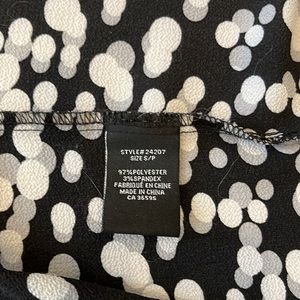 STYLE#24207
SIZE S/P
97%POLYESTER
3%SPANDEX
FABRIQUE EN CHINE
MADE IN CHINA
CA 36595